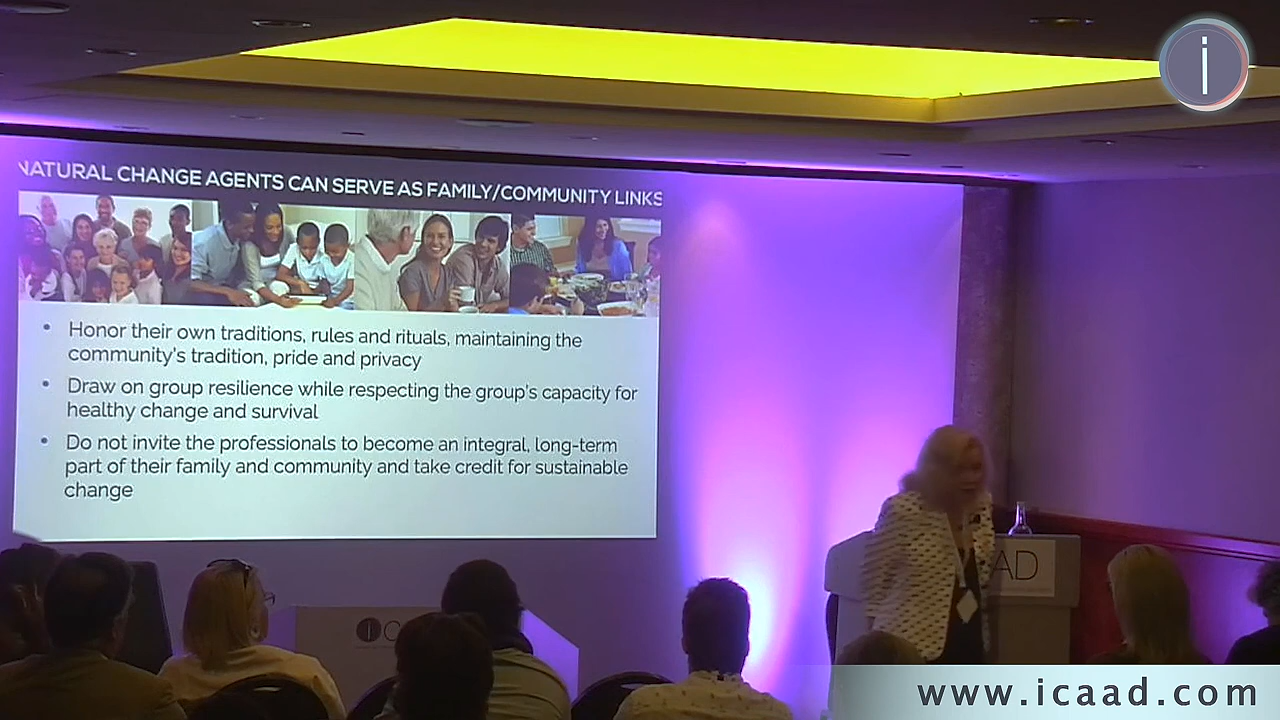 i
NATURAL CHANGE AGENTS CAN SERVE AS FAMILY/COMMUNITY LINKS
• Honor their own traditions, rules and rituals, maintaining the
community's tradition, pride and privacy
• Draw on group resilience while respecting the group's capacity for
healthy change and survival
• Do not invite the professionals to become an integral, long-term
part of their family and community and take credit for sustainable
change
AD
iC
www.icaad.com